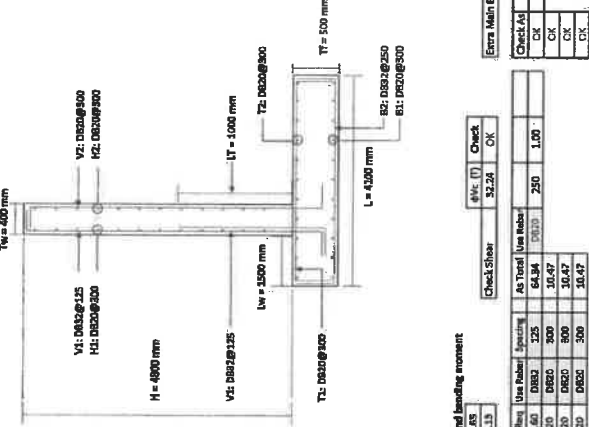 Tw = 400 mm
V2: DB20@300
H2: DB20@300
V1: DB32@125
H1: DB20@300
H = 4800 mm
LT = 1000 mm
Tf = 500 mm
Lw = 1500 mm
V1: DB32@125
T2: DB20@300
T1: DB20@300
B2: DB32@250
B1: DB20@300
L = 4100 mm
nd banding moment
Check Shear
φVc (T) Check
32.24 OK
Extra Main
Use Rebar Spacing As Total Use Rebar
Check As
DB32 125 64.34 DB20 250 1.00 OK
DB20 300 10.47 OK
DB20 300 10.47 OK
DB20 300 10.47 OK